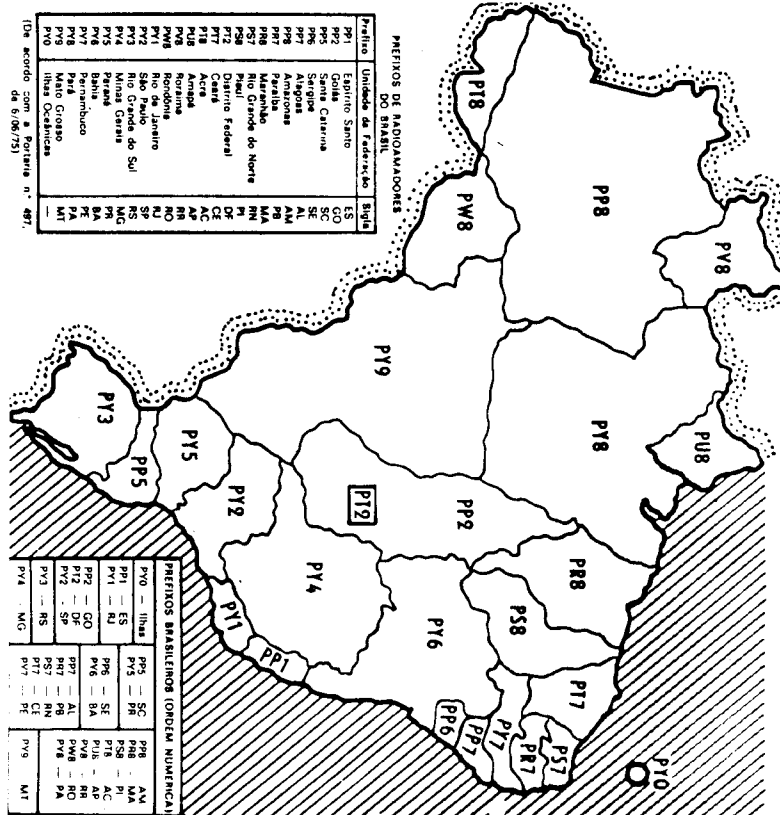 PREFIXOS DE RADIOAMADORES
DO BRASIL
Prefixo Unidade da Federação Sigla
PP1 Espírito Santo ES
PP2 Goiás GO
PP5 Santa Catarina SC
PP6 Sergipe SE
PP7 Alagoas AL
PP8 Amazonas AM
PR7 Paraíba PB
PR8 Maranhão MA
PS7 Rio Grande do Norte RN
PS8 Piauí PI
PT2 Distrito Federal DF
PT7 Ceará CE
PT8 Acre AC
PU8 Amapá AP
PV8 Roraima RR
PW8 Rondônia RO
PY1 Rio de Janeiro RJ
PY2 São Paulo SP
PY3 Rio Grande do Sul RS
PY4 Minas Gerais MG
PY5 Paraná PR
PY6 Bahia BA
PY7 Pernambuco PE
PY8 Pará PA
PY9 Mato Grosso MT
PY0 Ilhas Oceânicas —
(De acordo com a Portaria n.° 497,
de 6/06/75)
PV8
PU8
PP8
PY8
PT8
PW8
PR8
PS8
PT7
PS7
PR7
PY7
PP7
PP6
PY0
PY9
PP2
PT2
PY6
PY4
PP1
PY1
PY2
PY5
PP5
PY3
PREFIXOS BRASILEIROS (ORDEM NUMERICA)
PY0 — Ilhas
PP1 — ES
PY1 — RJ
PP2 — GO
PT2 — DF
PY2 — SP
PY3 — RS
PY4 — MG
PP5 — SC
PY5 — PR
PP6 — SE
PY6 — BA
PP7 — AL
PR7 — PB
PS7 — RN
PT7 — CE
PY7 — PE
PP8 — AM
PR8 — MA
PS8 — PI
PT8 — AC
PU8 — AP
PV8 — RR
PW8 — RO
PY8 — PA
PY9 — MT